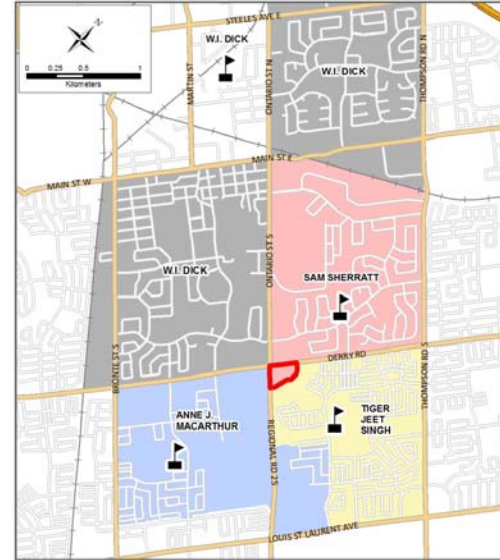 STEELES AVE E
W.I. DICK
W.I. DICK
0 0.25 0.5 1
Kilometers
MARTIN ST
ONTARIO ST N
THOMPSON RD N
MAIN ST E
MAIN ST W
W.I. DICK
ONTARIO ST S
SAM SHERRATT
DERRY RD
BRONTE ST S
THOMPSON RD S
ANNE J.
MACARTHUR
REGIONAL RD 25
TIGER
JEET
SINGH
LOUIS ST LAURENT AVE